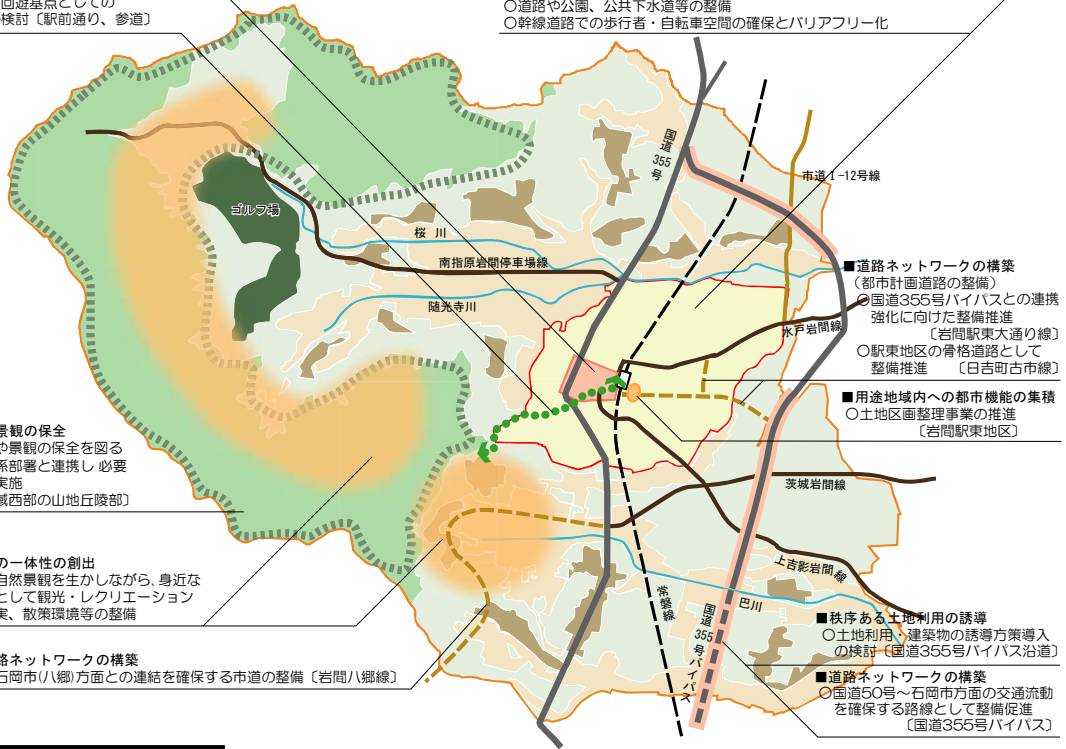 回遊基点としての
検討〔駅前通り、参道〕
○道路や公園、公共下水道等の整備
○幹線道路での歩行者・自転車空間の確保とバリアフリー化
国道355号
市道Ⅰ-12号線
ゴルフ場
桜 川
南指原岩間停車場線
随光寺川
水戸岩間線
■道路ネットワークの構築
（都市計画道路の整備）
○国道355号バイパスとの連携
強化に向けた整備推進
〔岩間駅東大通り線〕
○駅東地区の骨格道路として
整備推進 〔日吉町古市線〕
■用途地域内への都市機能の集積
○土地区画整理事業の推進
〔岩間駅東地区〕
景観の保全
や景観の保全を図る
係部署と連携し 必要
実施
域西部の山地丘陵部〕
茨城岩間線
の一体性の創出
自然景観を生かしながら、身近な
として観光・レクリエーション
実、散策環境等の整備
上吉影岩間線
常磐線
国道355号バイパス
巴川
■秩序ある土地利用の誘導
○土地利用・建築物の誘導方策導入
の検討〔国道355号バイパス沿道〕
路ネットワークの構築
石岡市(八郷)方面との連結を確保する市道の整備〔岩間八郷線〕
■道路ネットワークの構築
○国道50号～石岡市方面の交通流動
を確保する路線として整備促進
〔国道355号バイパス〕